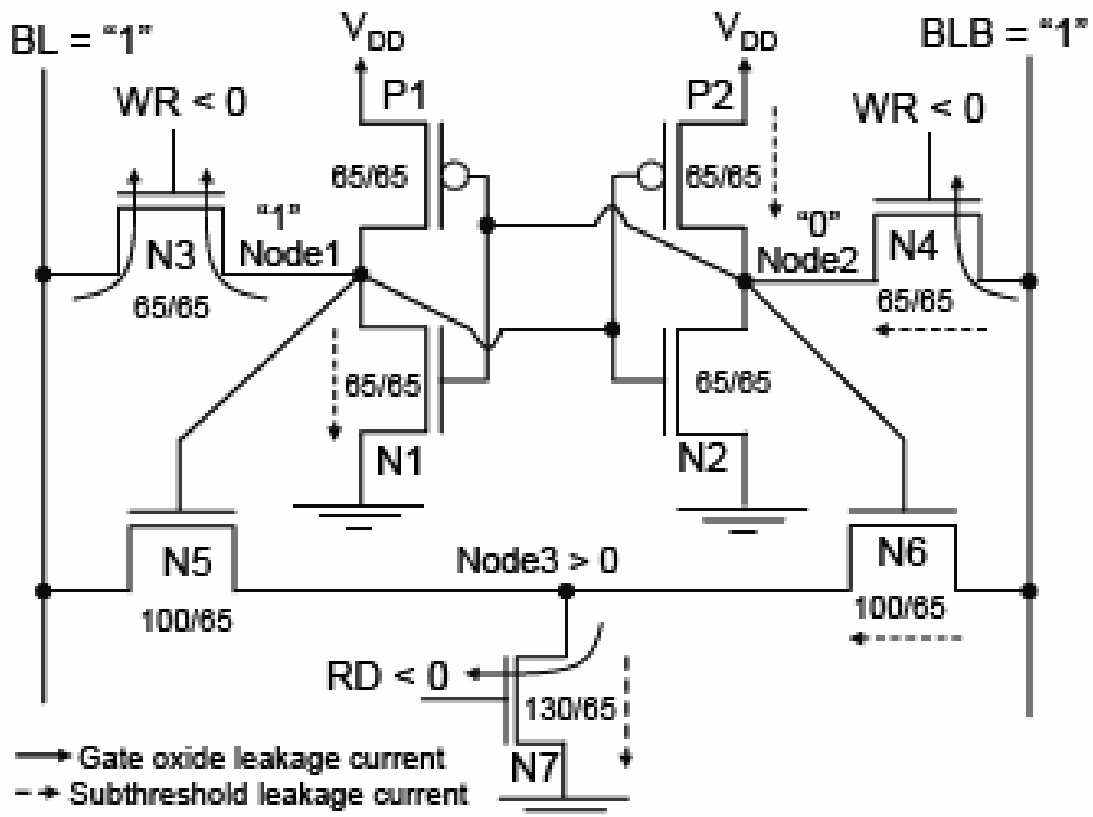 BL = “1”
V_DD
V_DD
BLB = “1”
WR < 0
P1
P2
WR < 0
65/65
65/65
“1”
“0”
N3
Node1
Node2
N4
65/65
65/65
65/65
65/65
N1
N2
N5
Node3 > 0
N6
100/65
100/65
RD < 0
130/65
N7
Gate oxide leakage current
Subthreshold leakage current